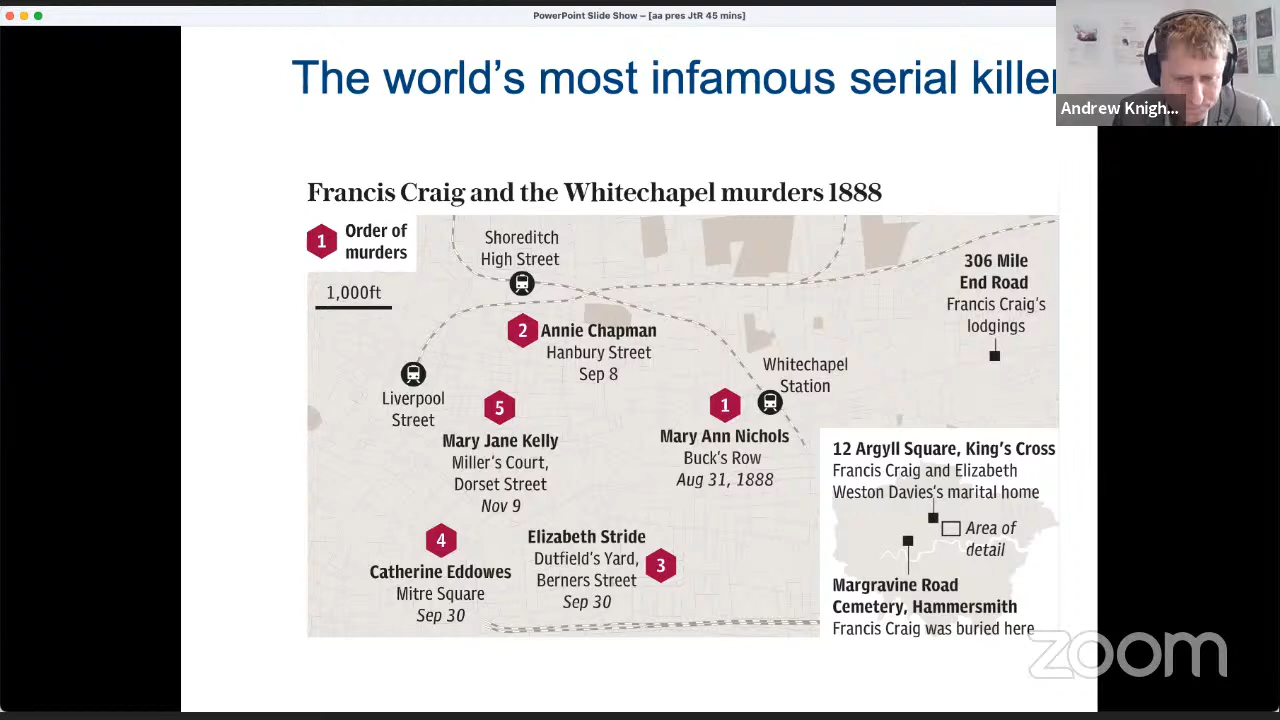 PowerPoint Slide Show – [aa pres JtR 45 mins]
The world's most infamous serial killer
Andrew Knigh...
Francis Craig and the Whitechapel murders 1888
1
Order of
murders
1,000ft
Shoreditch
High Street
306 Mile
End Road
Francis Craig's
lodgings
2
Annie Chapman
Hanbury Street
Sep 8
Whitechapel
Station
Liverpool
Street
5
Mary Jane Kelly
Miller's Court,
Dorset Street
Nov 9
1
Mary Ann Nichols
Buck's Row
Aug 31, 1888
4
Catherine Eddowes
Mitre Square
Sep 30
Elizabeth Stride
Dutfield's Yard,
Berners Street
Sep 30
3
12 Argyll Square, King's Cross
Francis Craig and Elizabeth
Weston Davies's marital home
Area of
detail
Margravine Road
Cemetery, Hammersmith
Francis Craig was buried here
zoom